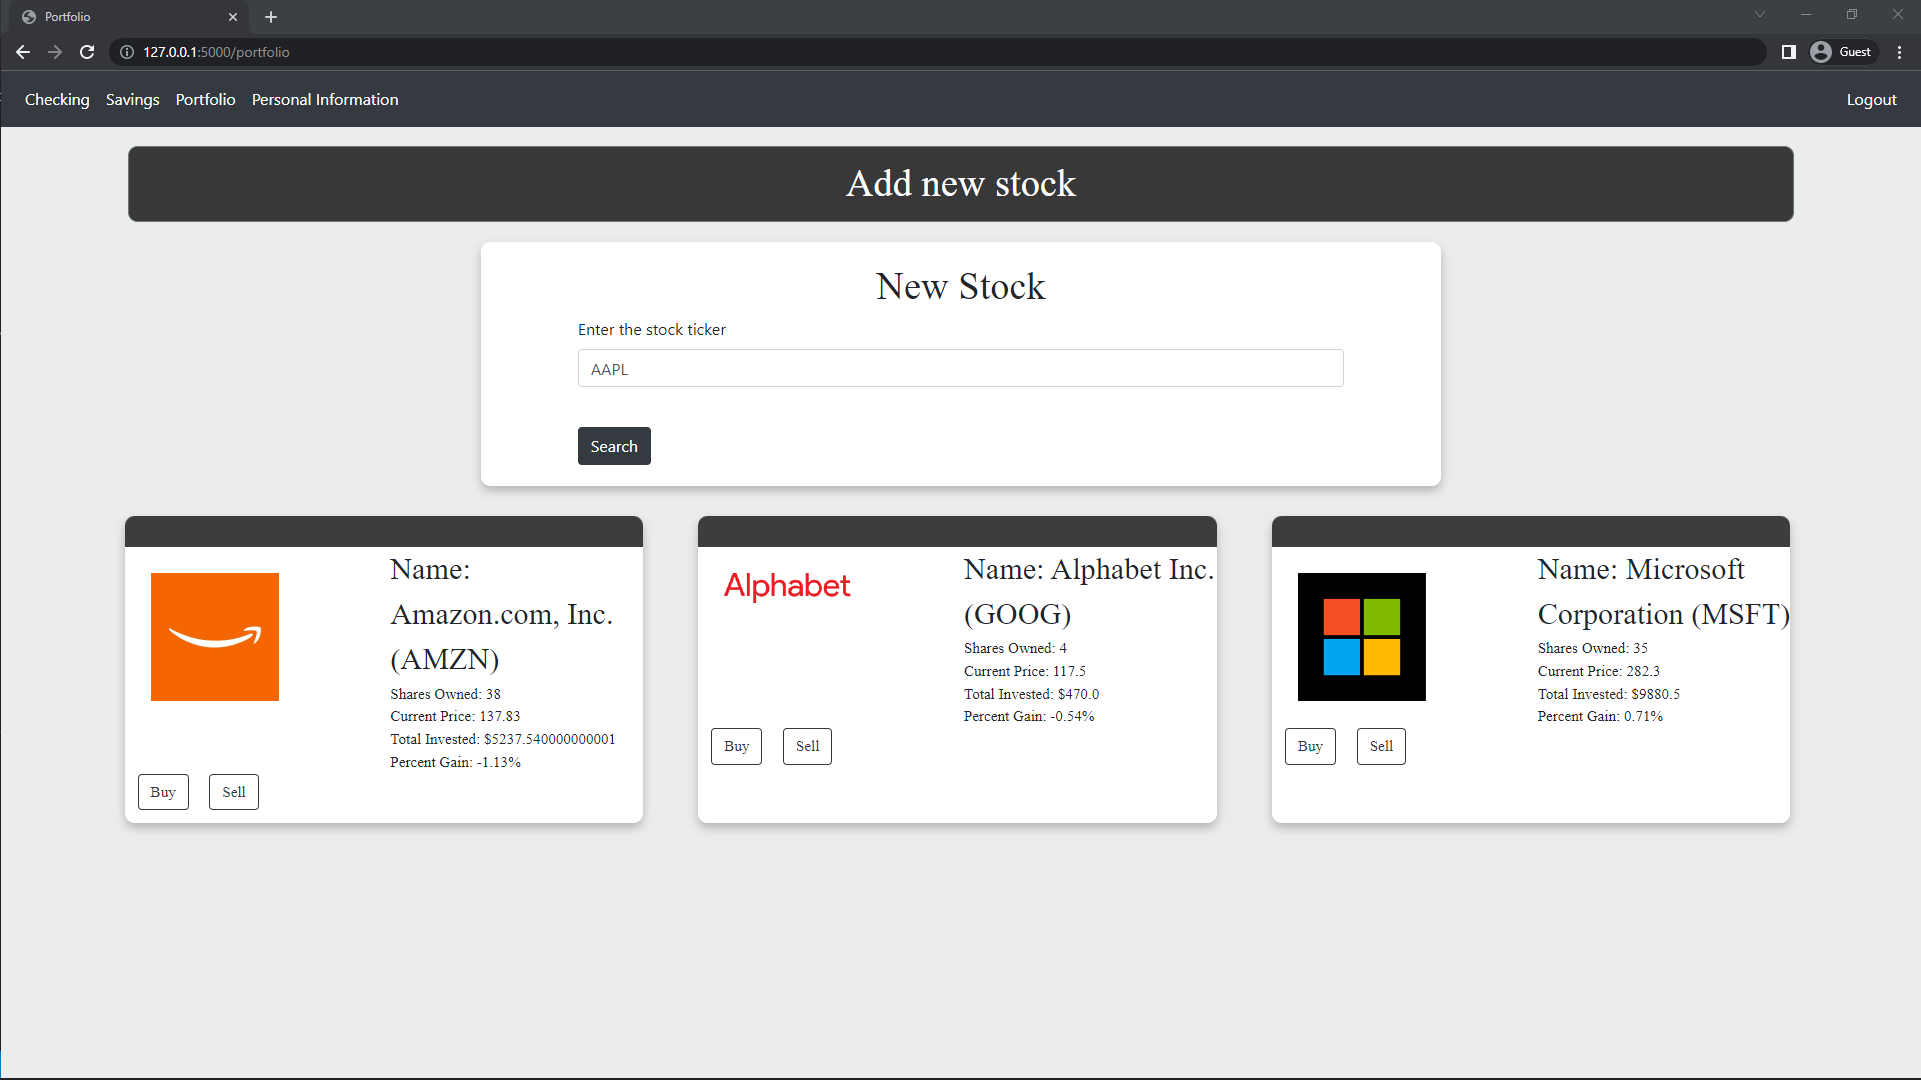 Portfolio
127.0.0.1:5000/portfolio
Guest
Checking Savings Portfolio Personal Information Logout
Add new stock
New Stock
Enter the stock ticker
AAPL
Search
Name:
Amazon.com, Inc.
(AMZN)
Shares Owned: 38
Current Price: 137.83
Total Invested: $5237.540000000001
Percent Gain: -1.13%
Buy Sell
Alphabet
Name: Alphabet Inc.
(GOOG)
Shares Owned: 4
Current Price: 117.5
Total Invested: $470.0
Percent Gain: -0.54%
Buy Sell
Name: Microsoft
Corporation (MSFT)
Shares Owned: 35
Current Price: 282.3
Total Invested: $9880.5
Percent Gain: 0.71%
Buy Sell